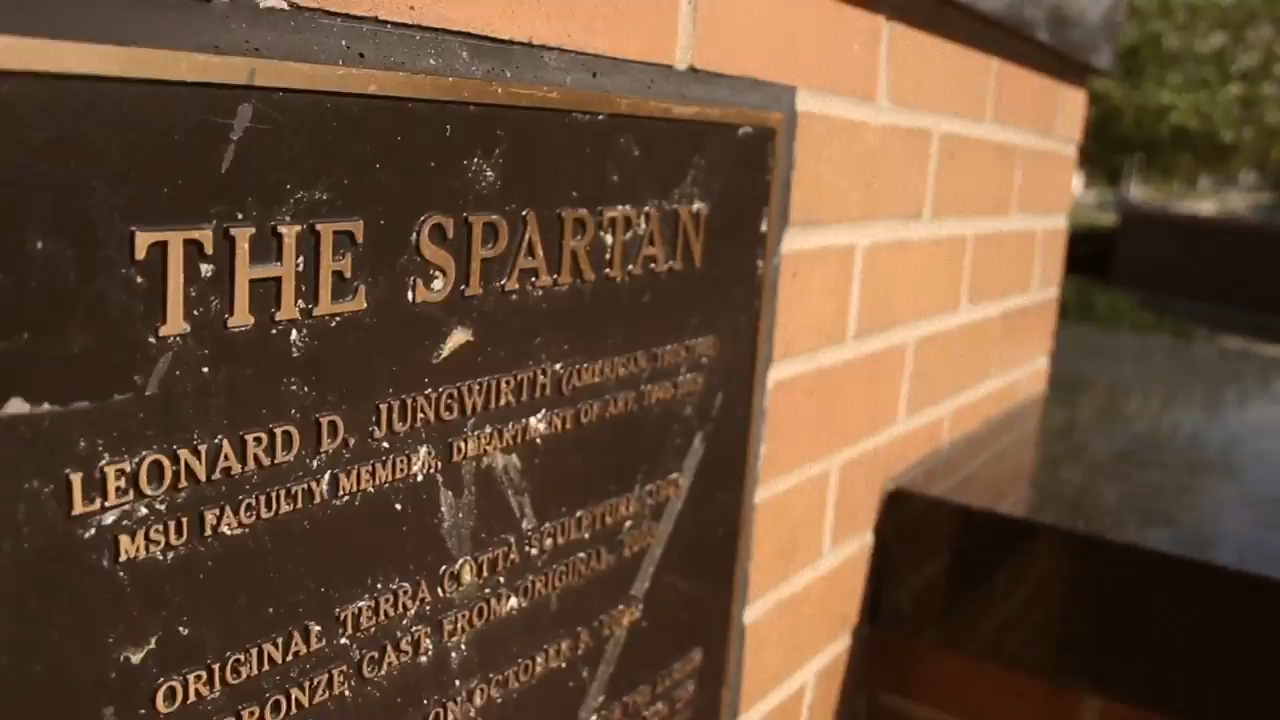 THE SPARTAN
LEONARD D. JUNGWIRTH (AMERICAN,
MSU FACULTY MEMBER, DEPARTMENT OF ART,
ORIGINAL TERRA COTTA SCULPTURE
BRONZE CAST FROM ORIGINAL,
ON OCTOBER